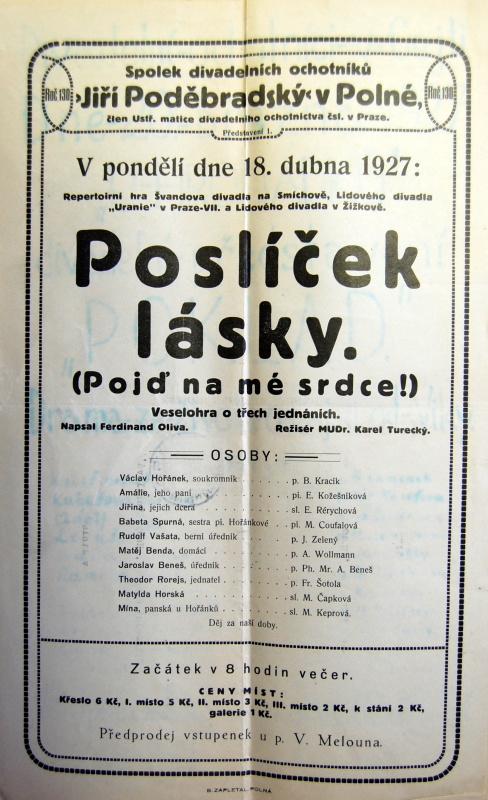 Spolek divadelních ochotníků
Roč 130
›Jiří Poděbradský‹ v Polné,
Roč 130
člen Ústř. matice divadelního ochotnictva čsl. v Praze.
Představení 1.
V pondělí dne 18. dubna 1927:
Repertoirní hra Švandova divadla na Smíchově, Lidového divadla
„Uranie" v Praze-VII. a Lidového divadla v Žižkově.
Poslíček
lásky.
(Pojď na mé srdce!)
Veselohra o třech jednáních.
Napsal Ferdinand Oliva. Režisér MUDr. Karel Turecký.
OSOBY:
Václav Hořánek, soukromník . . . . . . p. B. Kracík
Amálie, jeho paní . . . . . . . . . pí. E. Kožešníková
Jiřina, jejich dcera . . . . . . . . . sl. E. Rérychová
Babeta Spurná, sestra pí. Hořánkové . . pí. M. Coufalová
Rudolf Vašata, berní úředník . . . . . . p. J. Zelený
Matěj Benda, domácí . . . . . . . . p. A. Wollmann
Jaroslav Beneš, úředník . . . . . . . p. Ph. Mr. A. Beneš
Theodor Rorejs, jednatel . . . . . . . . p. Fr. Šotola
Matylda Horská . . . . . . . . . . sl. M. Čapková
Mína, panská u Hořánků . . . . . . . . sl. M. Keprová.
Děj za naší doby.
Začátek v 8 hodin večer.
CENY MÍST:
Křeslo 6 Kč, I. místo 5 Kč, II. místo 3 Kč, III. místo 2 Kč, k stání 2 Kč,
galerie 1 Kč.
Předprodej vstupenek u p. V. Melouna.
B. ZAPLETAL, POLNÁ